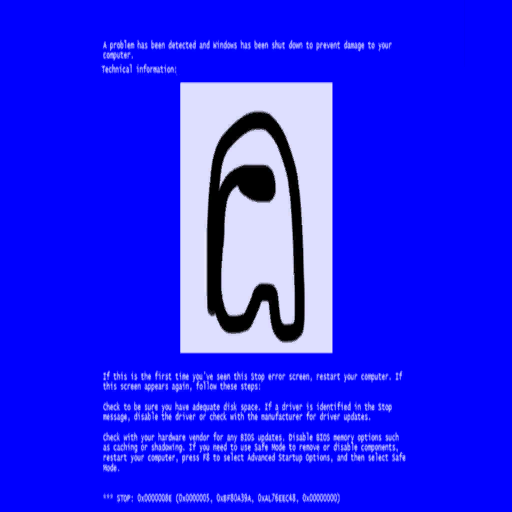 A problem has been detected and Windows has been shut down to prevent damage to your
computer.
Technical information:
If this is the first time you've seen this Stop error screen, restart your computer. If
this screen appears again, follow these steps:
Check to be sure you have adequate disk space. If a driver is identified in the Stop
message, disable the driver or check with the manufacturer for driver updates.
Check with your hardware vendor for any BIOS updates. Disable BIOS memory options, such
as caching or shadowing. If you need to use Safe Mode to remove or disable components,
restart your computer, press F8 to select Advanced Startup Options, and then select Safe
Mode.
*** STOP: 0x0000008E (0x0000005, 0xBF80A39A, 0xAL76EEC48, 0x00000000)